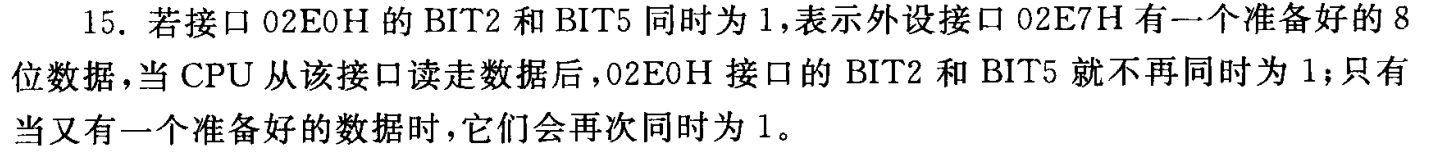 15. 若接口 02E0H 的 BIT2 和 BIT5 同时为 1,表示外设接口 02E7H 有一个准备好的 8
位数据,当 CPU 从该接口读走数据后,02E0H 接口的 BIT2 和 BIT5 就不再同时为 1;只有
当又有一个准备好的数据时,它们会再次同时为 1。